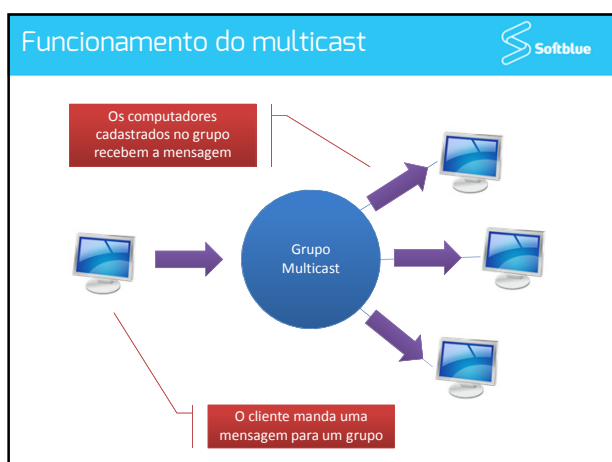 Funcionamento do multicast
Softblue
Os computadores
cadastrados no grupo
recebem a mensagem
Grupo
Multicast
O cliente manda uma
mensagem para um grupo